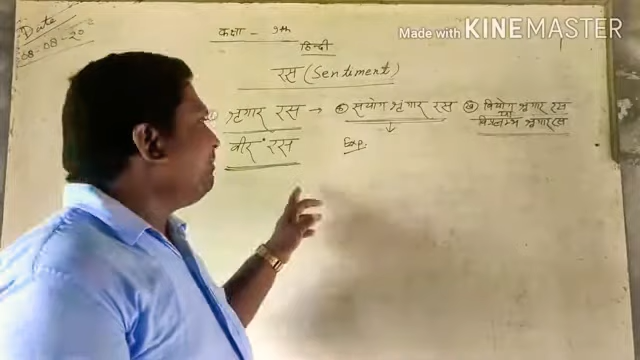 Made with KINEMASTER
Date
08-08-20
कक्षा - 9th
हिन्दी
रस (Sentiment)
श्रृंगार रस → संयोग श्रृंगार रस वियोग श्रृंगार रस
वीर रस Exp.